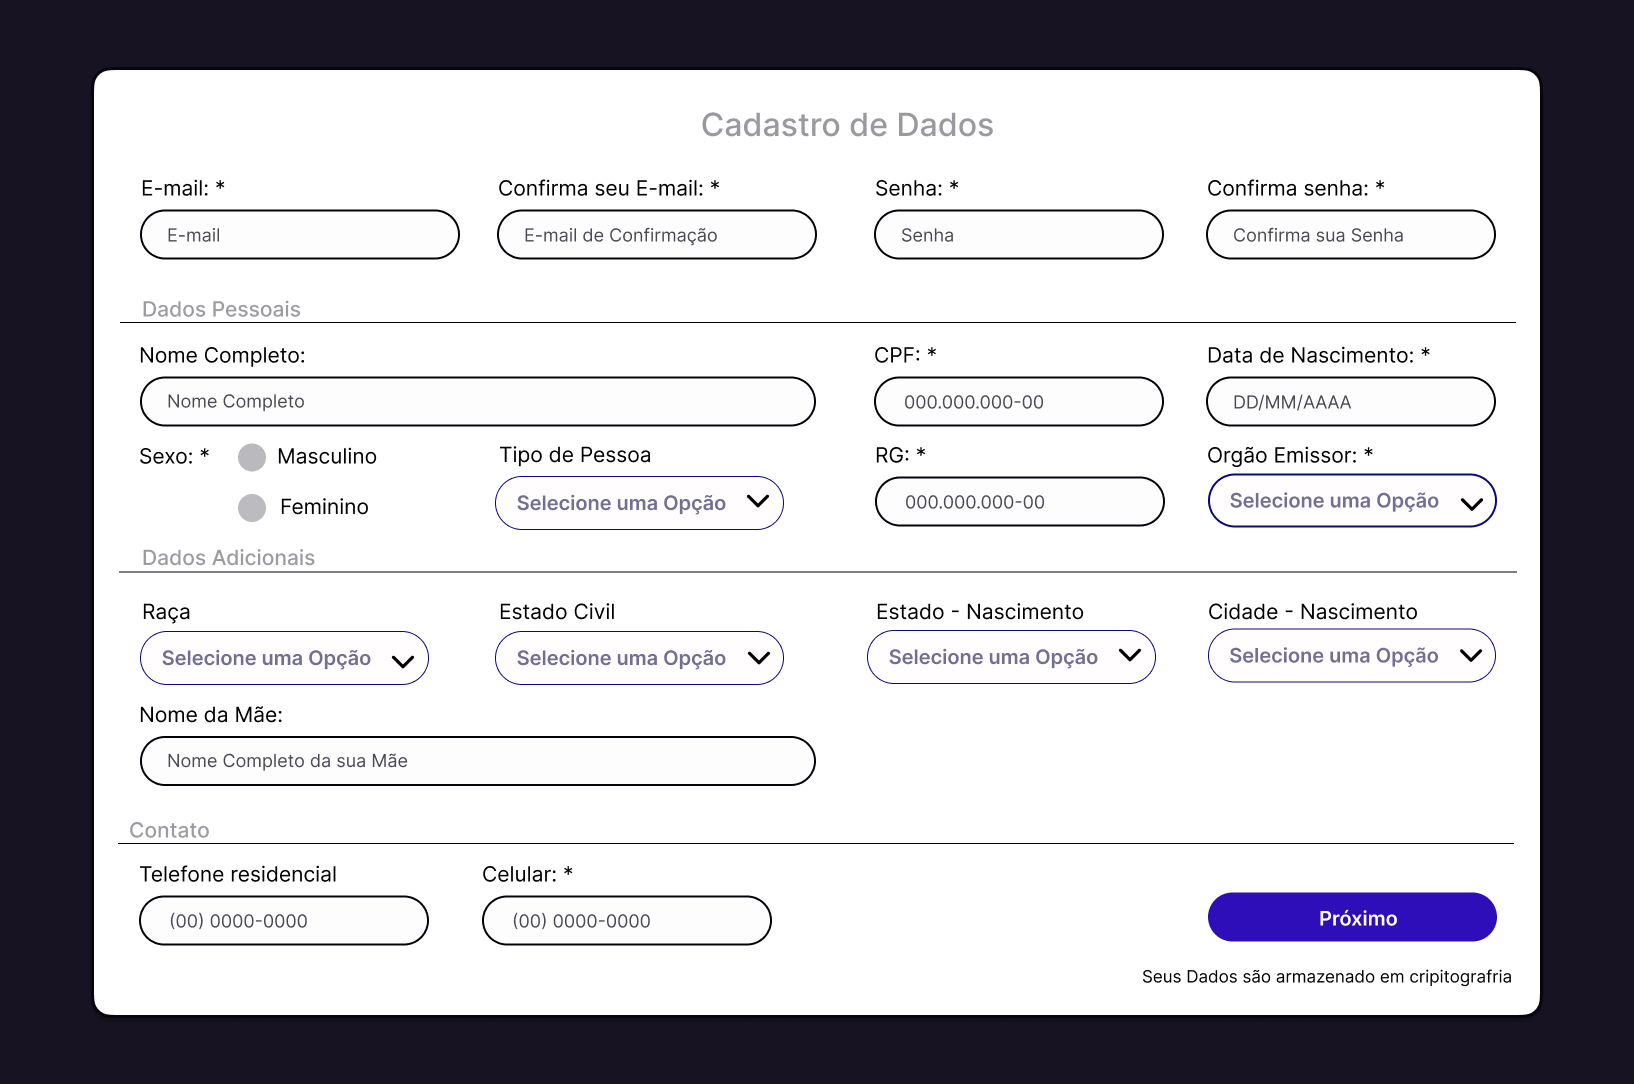 Cadastro de Dados
E-mail: * Confirma seu E-mail: * Senha: * Confirma senha: *
E-mail E-mail de Confirmação Senha Confirma sua Senha
Dados Pessoais
Nome Completo: CPF: * Data de Nascimento: *
Nome Completo 000.000.000-00 DD/MM/AAAA
Sexo: * Masculino Tipo de Pessoa RG: * Orgão Emissor: *
Feminino Selecione uma Opção 000.000.000-00 Selecione uma Opção
Dados Adicionais
Raça Estado Civil Estado - Nascimento Cidade - Nascimento
Selecione uma Opção Selecione uma Opção Selecione uma Opção Selecione uma Opção
Nome da Mãe:
Nome Completo da sua Mãe
Contato
Telefone residencial Celular: *
(00) 0000-0000 (00) 0000-0000 Próximo
Seus Dados são armazenado em cripitografria